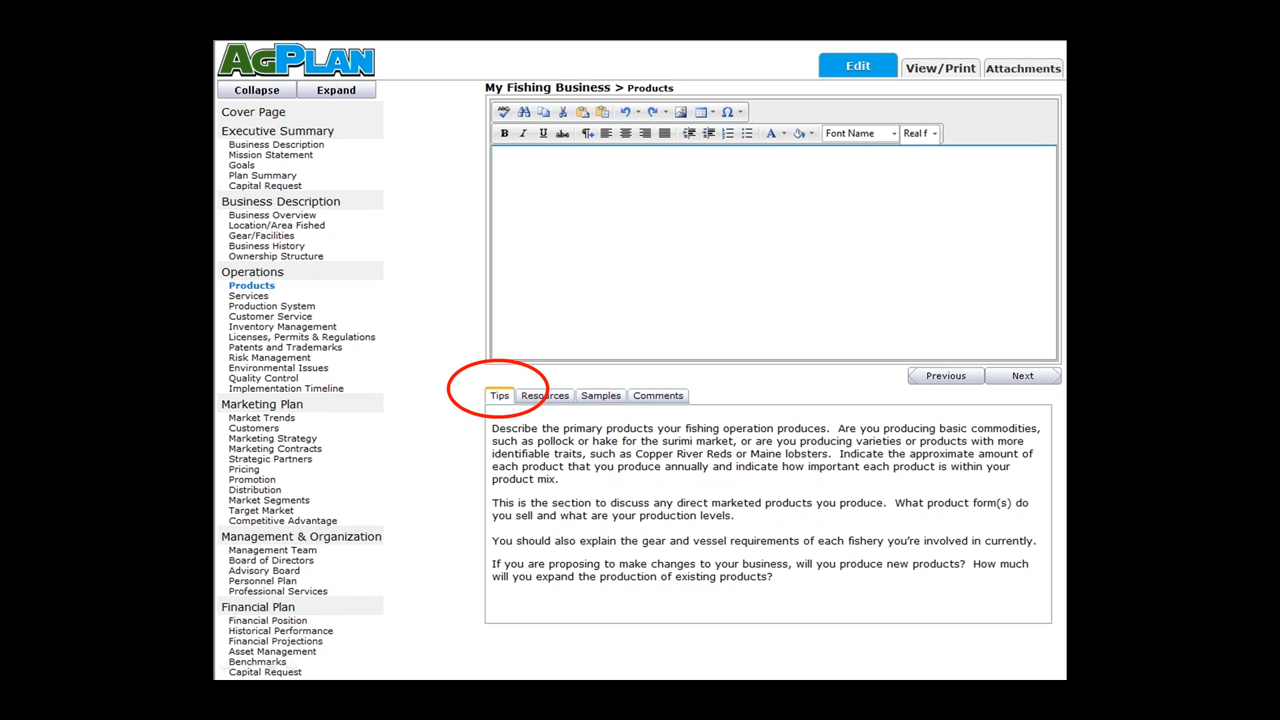 AgPlan
Edit
View/Print
Attachments
Collapse
Expand
My Fishing Business > Products
Cover Page
Executive Summary
Business Description
Mission Statement
Goals
Plan Summary
Capital Request
Business Description
Business Overview
Location/Area Fished
Gear/Facilities
Business History
Ownership Structure
Operations
Products
Services
Production System
Customer Service
Inventory Management
Licenses, Permits & Regulations
Patents and Trademarks
Risk Management
Environmental Issues
Quality Control
Implementation Timeline
Marketing Plan
Market Trends
Customers
Marketing Strategy
Marketing Contracts
Strategic Partners
Pricing
Promotion
Distribution
Market Segments
Target Market
Competitive Advantage
Management & Organization
Management Team
Board of Directors
Advisory Board
Personnel Plan
Professional Services
Financial Plan
Financial Position
Historical Performance
Financial Projections
Asset Management
Benchmarks
Capital Request
ABC
B I U abc
A
Font Name
Real f
Previous
Next
Tips
Resources
Samples
Comments
Describe the primary products your fishing operation produces. Are you producing basic commodities,
such as pollock or hake for the surimi market, or are you producing varieties or products with more
identifiable traits, such as Copper River Reds or Maine lobsters. Indicate the approximate amount of
each product that you produce annually and indicate how important each product is within your
product mix.
This is the section to discuss any direct marketed products you produce. What product form(s) do
you sell and what are your production levels.
You should also explain the gear and vessel requirements of each fishery you're involved in currently.
If you are proposing to make changes to your business, will you produce new products? How much
will you expand the production of existing products?